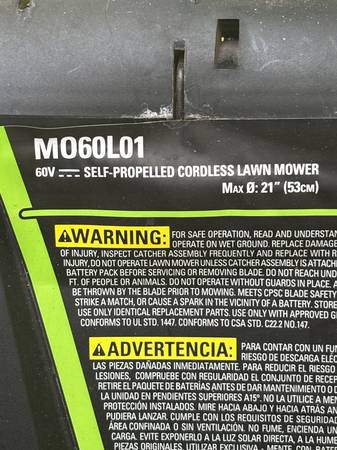 MO60L01
60V SELF-PROPELLED CORDLESS LAWN MOWER
MAX Ø: 21" (53CM)
WARNING: FOR SAFE OPERATION, READ AND UNDERSTAN
OPERATE ON WET GROUND. REPLACE DAMAGE
OF INJURY, INSPECT CATCHER ASSEMBLY FREQUENTLY AND REPLACE WITH R
INJURY, DO NOT OPERATE LAWN MOWER UNLESS CATCHER ASSEMBLY IS ATTACH
BATTERY PACK BEFORE SERVICING OR REMOVING BLADE. DO NOT REACH UND
FT. OF PEOPLE OR ANIMALS. DO NOT OPERATE WITHOUT GUARDS IN PLACE. A
BE THROWN BY THE BLADE PRIOR TO MOWING. MEETS CPSC BLADE SAFETY
STRIKE A MATCH, OR CAUSE A SPARK IN THE VICINITY OF A BATTERY. STORE
USE ONLY IDENTICAL REPLACEMENT PARTS. USE ONLY WITH APPROVED G
CONFORMS TO UL STD. 1447. CONFORMS TO CSA STD. C22.2 NO.147.
ADVERTENCIA: PARA CONTAR CON UN FU
RIESGO DE DESCARGA ELÉC
LAS PIEZAS DAÑADAS INMEDIATAMENTE. PARA REDUCIR EL RIESGO
LESIONES, COMPRUEBE CON REGULARIDAD EL CONJUNTO DE RECE
RETIRE EL PAQUETE DE BATERÍAS ANTES DE DAR MANTENIMIENTO O D
LA UNIDAD EN PENDIENTES SUPERIORES A15°. NO LA UTILICE A MEN
PROTECCIÓN INSTALADOS. MIRE HACIA ABAJO Y HACIA ATRÁS AN
PUDIERA LANZAR. CUMPLE CON LOS REQUISITOS DE SEGURIDAD
ÁREA CONFINADA O SIN VENTILACIÓN. NO FUME, ENCIENDA UN
CARGA. EVITE EXPONERLO A LA LUZ SOLAR DIRECTA, A LA HUME
PIEZAS ORIGINALES. UTILIZAR EXCLUSIVAMENTE CON BATER